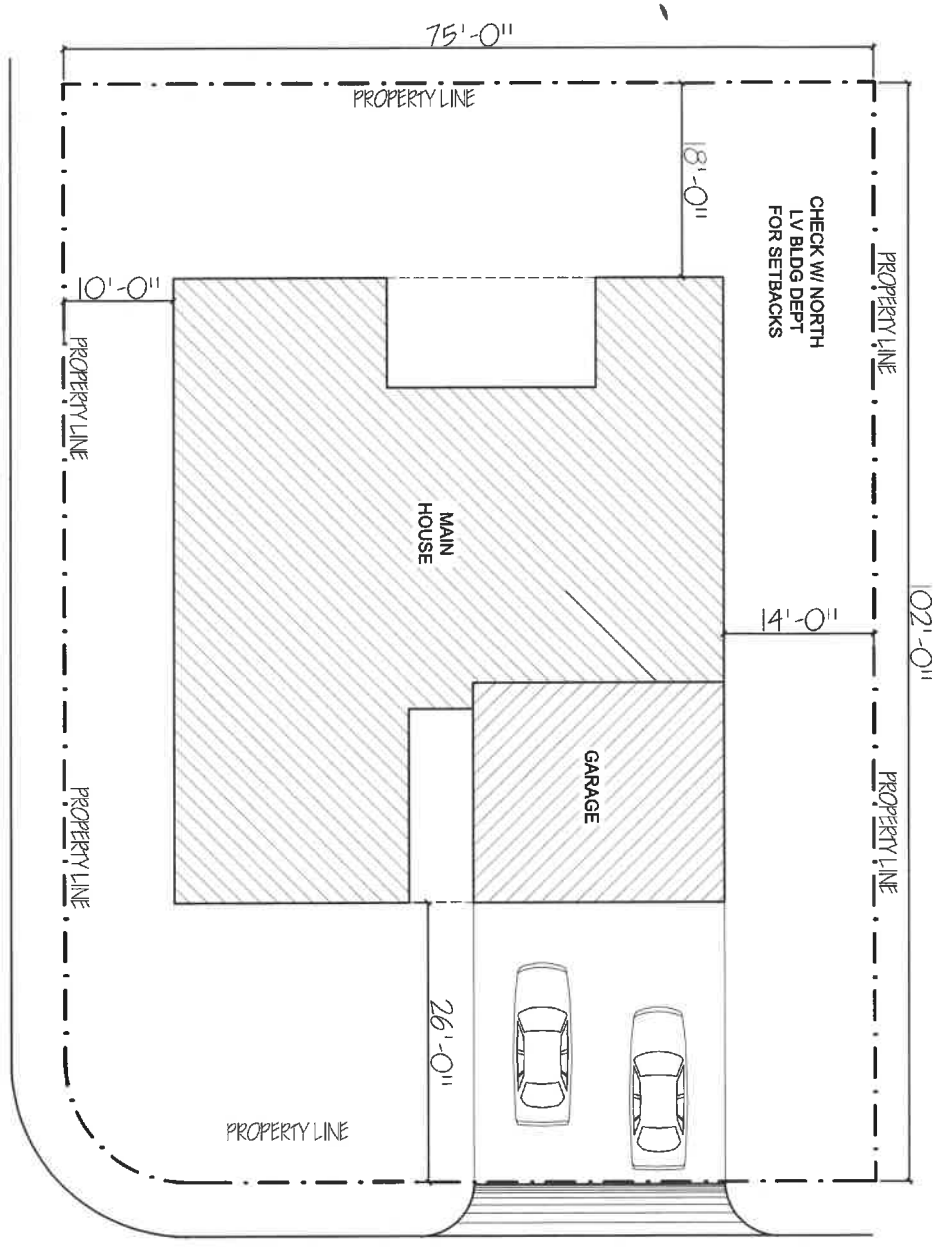 75'-0"
PROPERTY LINE
18'-0"
CHECK W/ NORTH
LV BLDG DEPT
FOR SETBACKS
PROPERTY LINE
10'-0"
PROPERTY LINE
MAIN
HOUSE
14'-0"
102'-0"
GARAGE
PROPERTY LINE
PROPERTY LINE
26'-0"
PROPERTY LINE